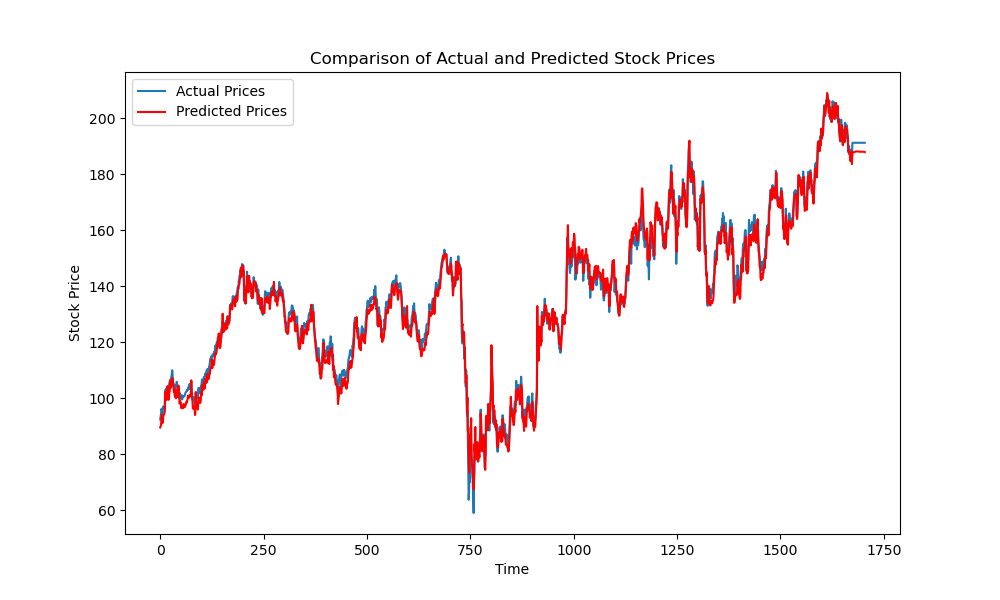 Comparison of Actual and Predicted Stock Prices
Actual Prices
Predicted Prices
200
180
160
140
120
100
80
60
Stock Price
0 250 500 750 1000 1250 1500 1750
Time